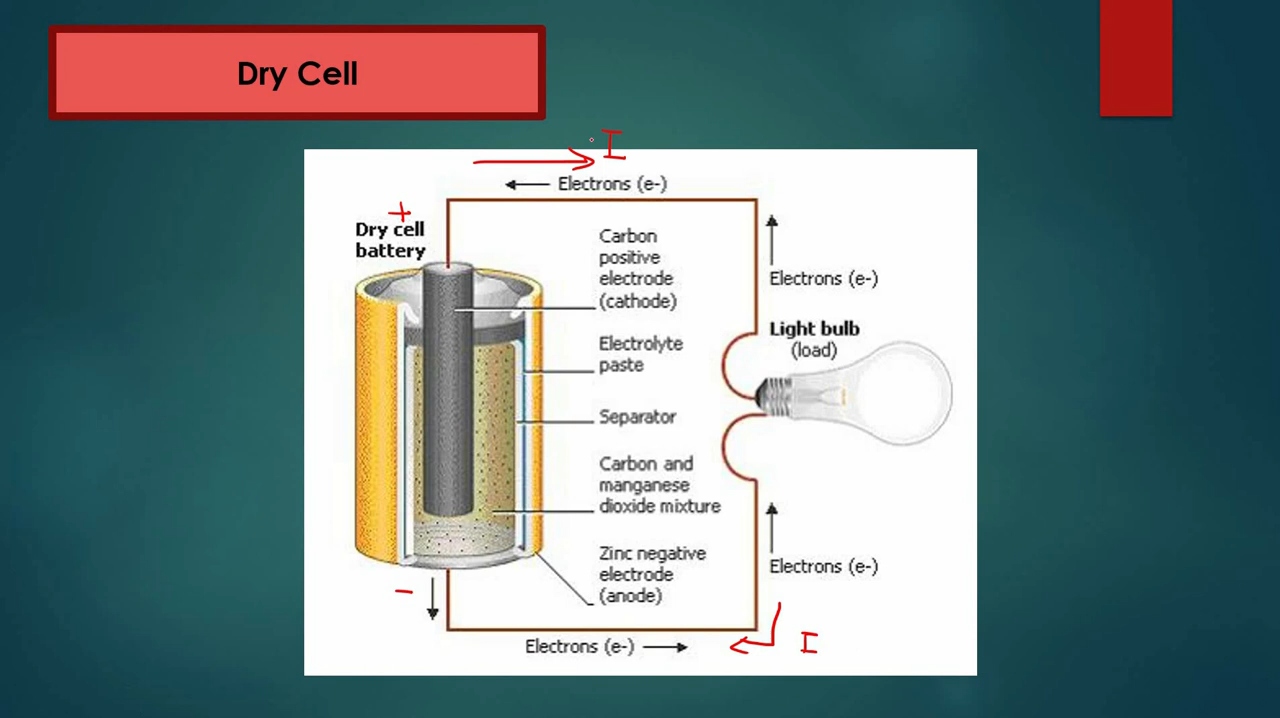 Dry Cell
I
Electrons (e-)
+
Dry cell
battery
Carbon
positive
electrode
(cathode)
Electrons (e-)
Light bulb
(load)
Electrolyte
paste
Separator
Carbon and
manganese
dioxide mixture
Zinc negative
electrode
(anode)
Electrons (e-)
-
Electrons (e-)
I